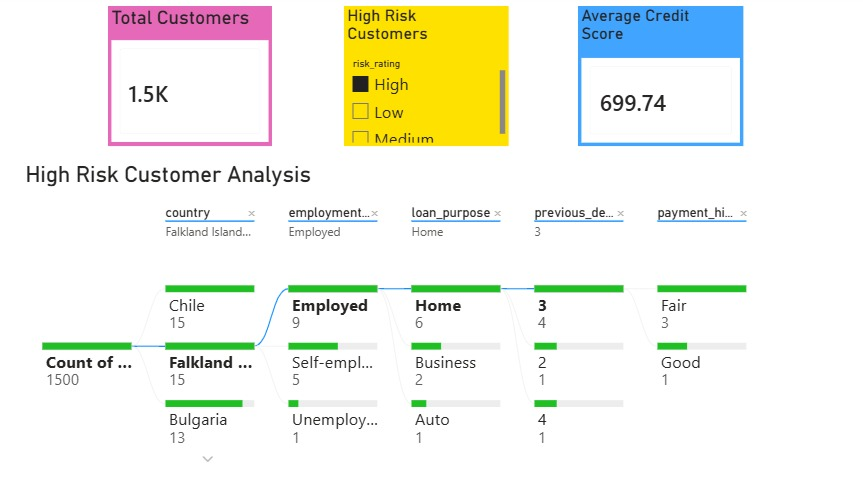 Total Customers
1.5K
High Risk
Customers
risk_rating
High
Low
Medium
Average Credit
Score
699.74
High Risk Customer Analysis
country ×
Falkland Island...
employment... ×
Employed
loan_purpose ×
Home
previous_de... ×
3
payment_hi... ×
Count of ...
1500
Chile
15
Falkland ...
15
Bulgaria
13
Employed
9
Self-empl...
5
Unemploy...
1
Home
6
Business
2
Auto
1
3
4
2
1
4
1
Fair
3
Good
1